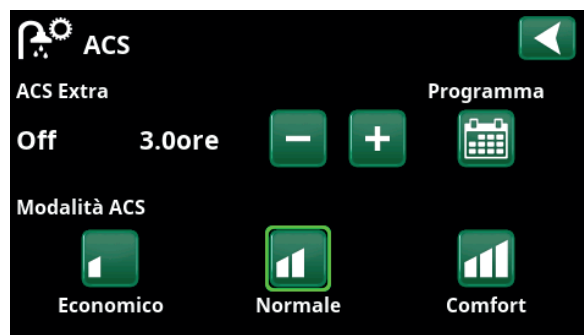 ACS
ACS Extra
Programma
Off 3.0ore
Modalità ACS
Economico Normale Comfort